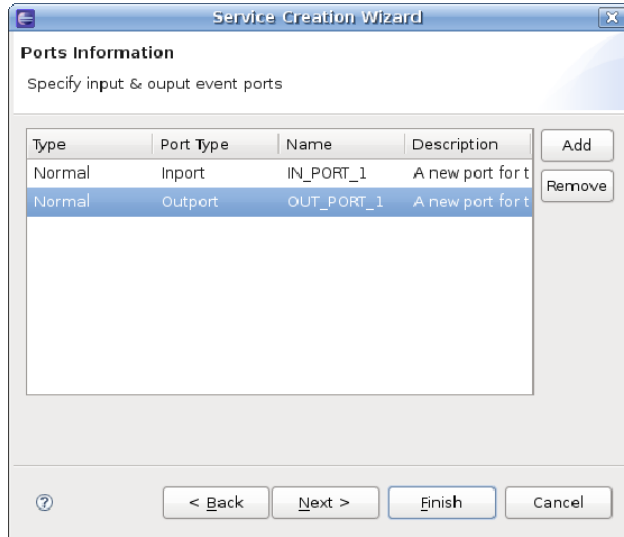 Service Creation Wizard
Ports Information
Specify input & ouput event ports
Type Port Type Name Description
Normal Inport IN_PORT_1 A new port for t
Normal Outport OUT_PORT_1 A new port for t
Add
Remove
< Back Next > Finish Cancel